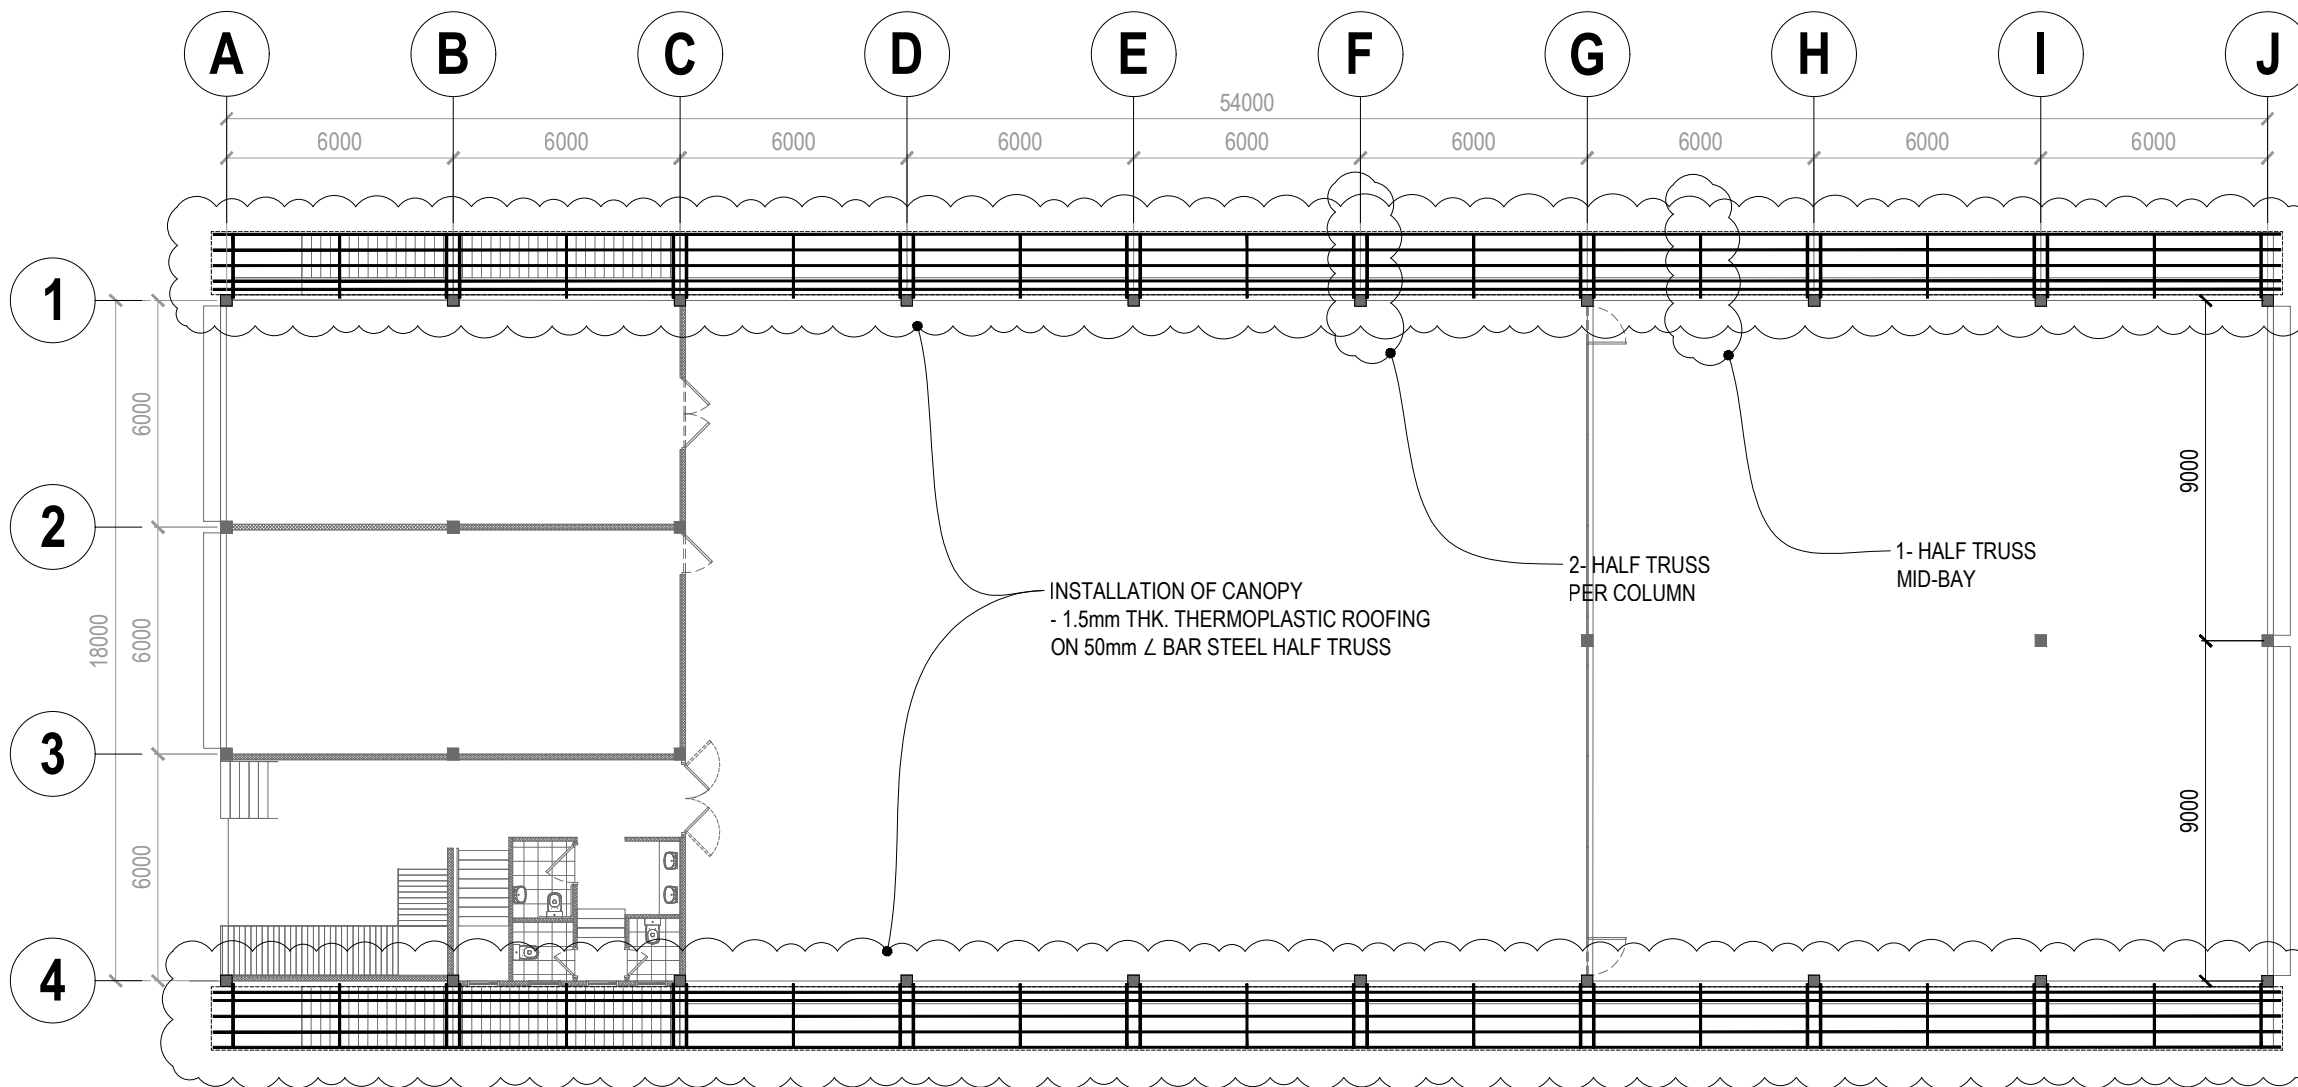 A B C D E F G H I J
54000
6000 6000 6000 6000 6000 6000 6000 6000 6000
1
2
3
4
6000
18000
6000
6000
9000
9000
INSTALLATION OF CANOPY
- 1.5mm THK. THERMOPLASTIC ROOFING
ON 50mm ∠ BAR STEEL HALF TRUSS
2- HALF TRUSS
PER COLUMN
1- HALF TRUSS
MID-BAY